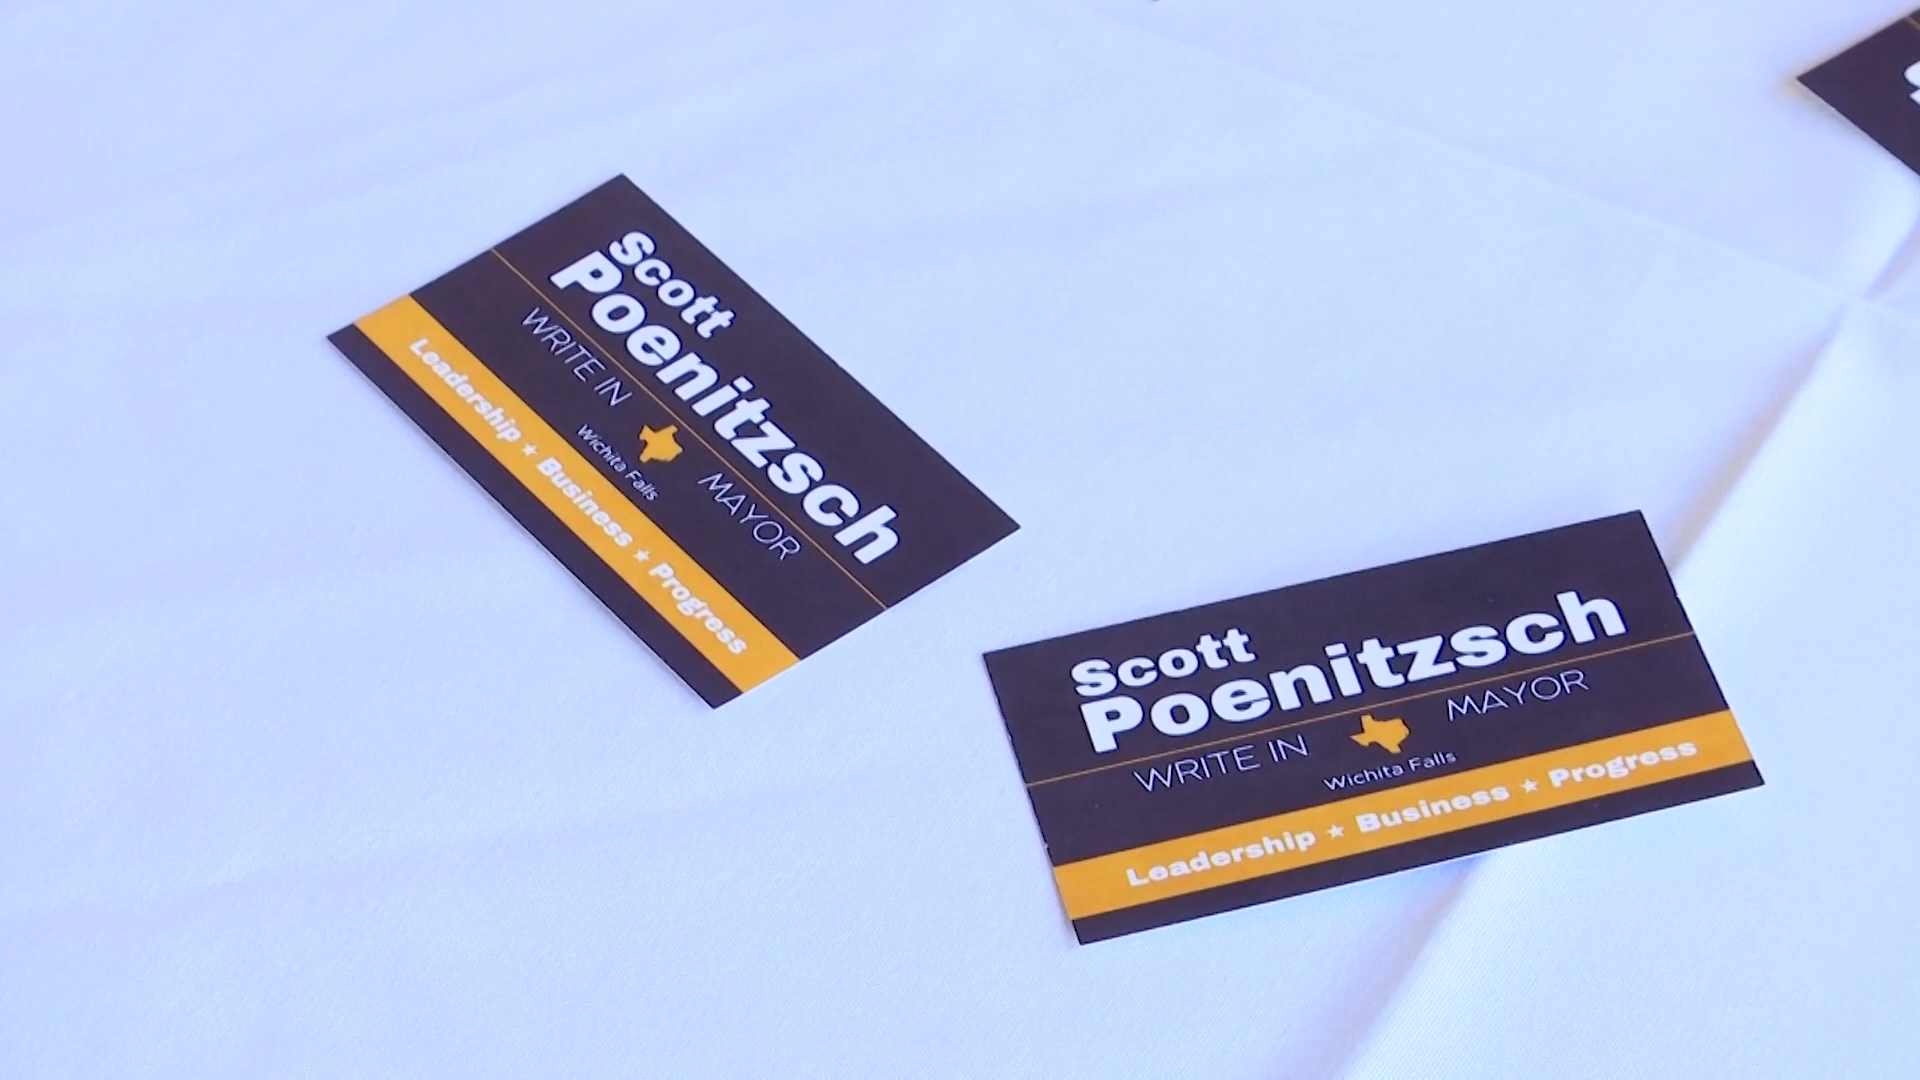 Scott
Poenitzsch
WRITE IN MAYOR
Wichita Falls
Leadership ★ Business ★ Progress
Scott
Poenitzsch
WRITE IN MAYOR
Wichita Falls
Leadership ★ Business ★ Progress